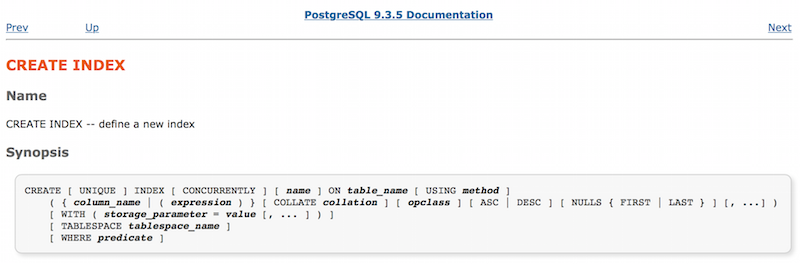 PostgreSQL 9.3.5 Documentation
Prev Up Next
CREATE INDEX
Name
CREATE INDEX -- define a new index
Synopsis
CREATE [ UNIQUE ] INDEX [ CONCURRENTLY ] [ name ] ON table_name [ USING method ]
( { column_name | ( expression ) } [ COLLATE collation ] [ opclass ] [ ASC | DESC ] [ NULLS { FIRST | LAST } ] [, ...] )
[ WITH ( storage_parameter = value [, ... ] ) ]
[ TABLESPACE tablespace_name ]
[ WHERE predicate ]